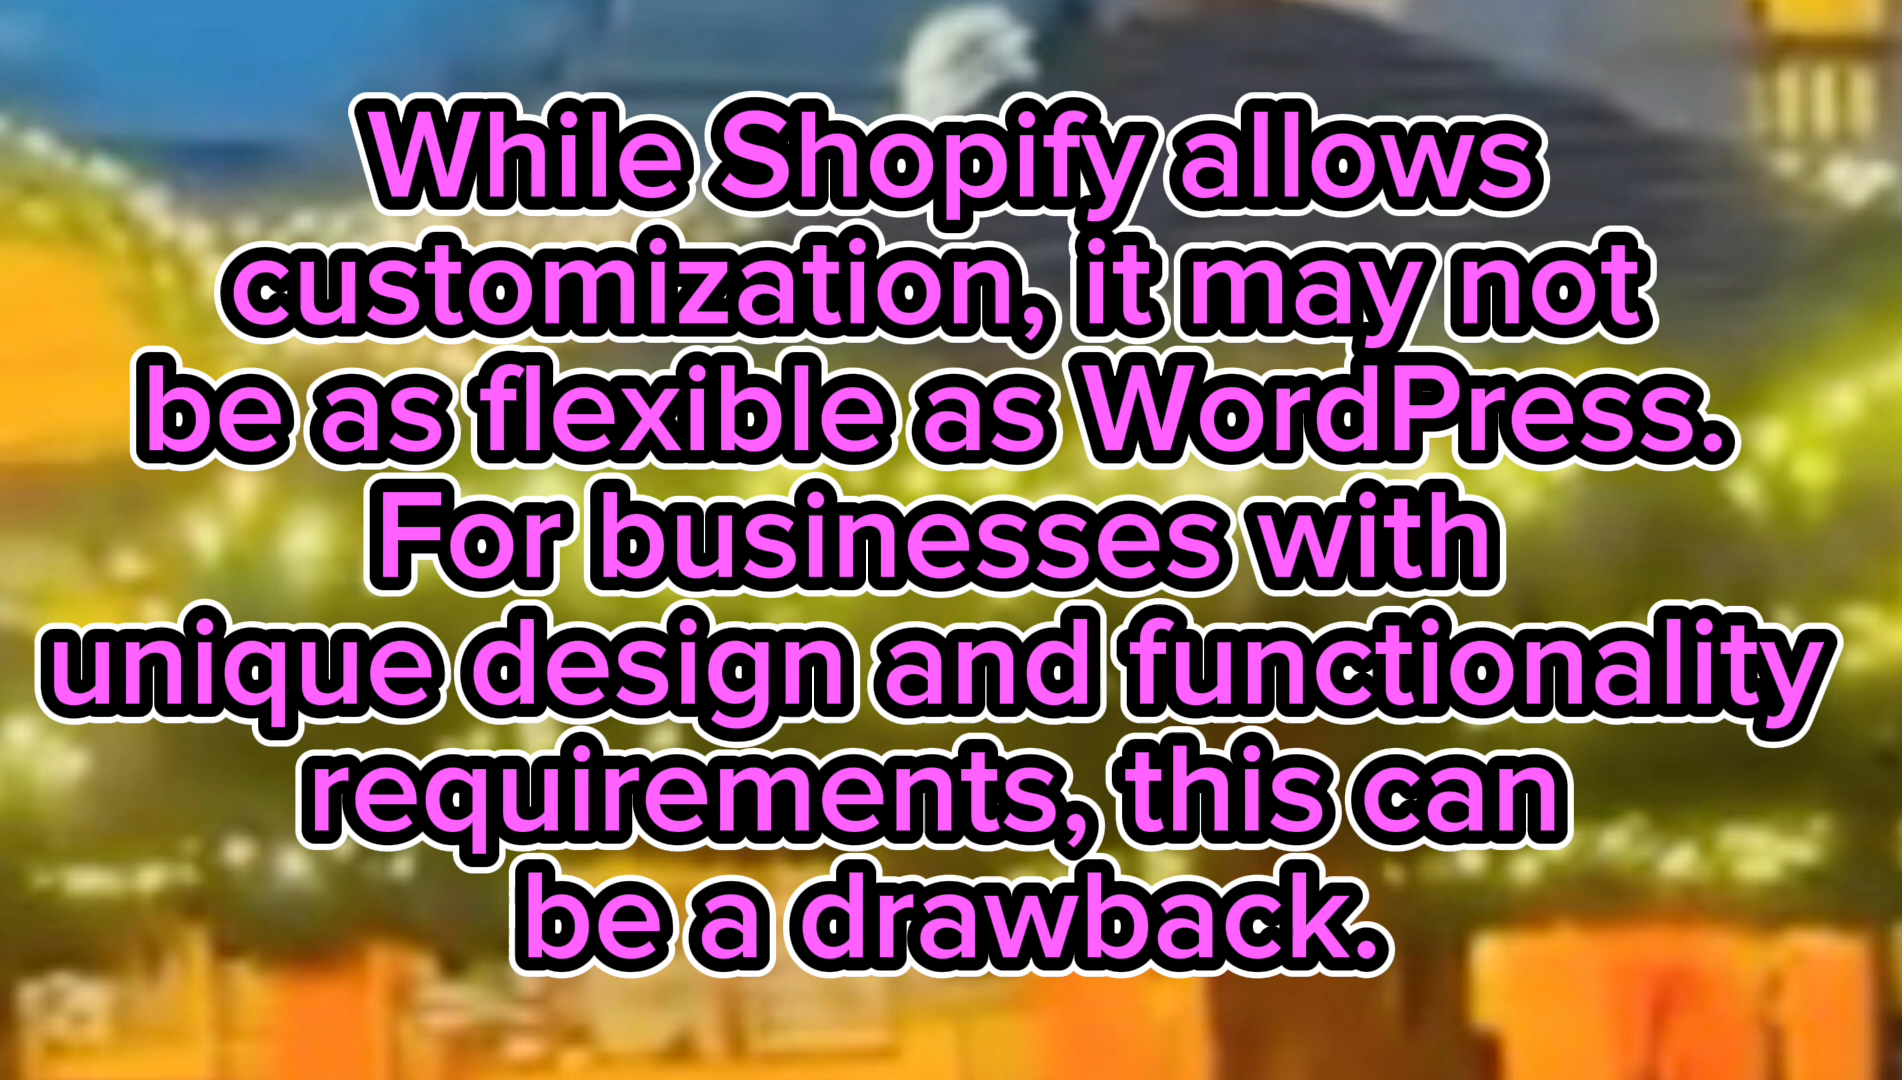 While Shopify allows
customization, it may not
be as flexible as WordPress.
For businesses with
unique design and functionality
requirements, this can
be a drawback.